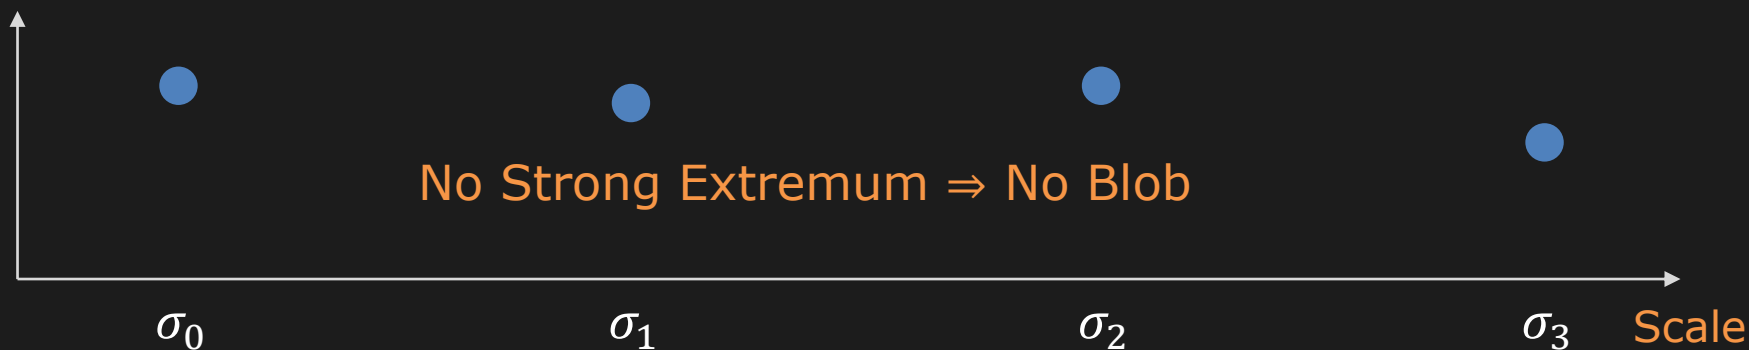 No Strong Extremum ⇒ No Blob
σ₀ σ₁ σ₂ σ₃ Scale